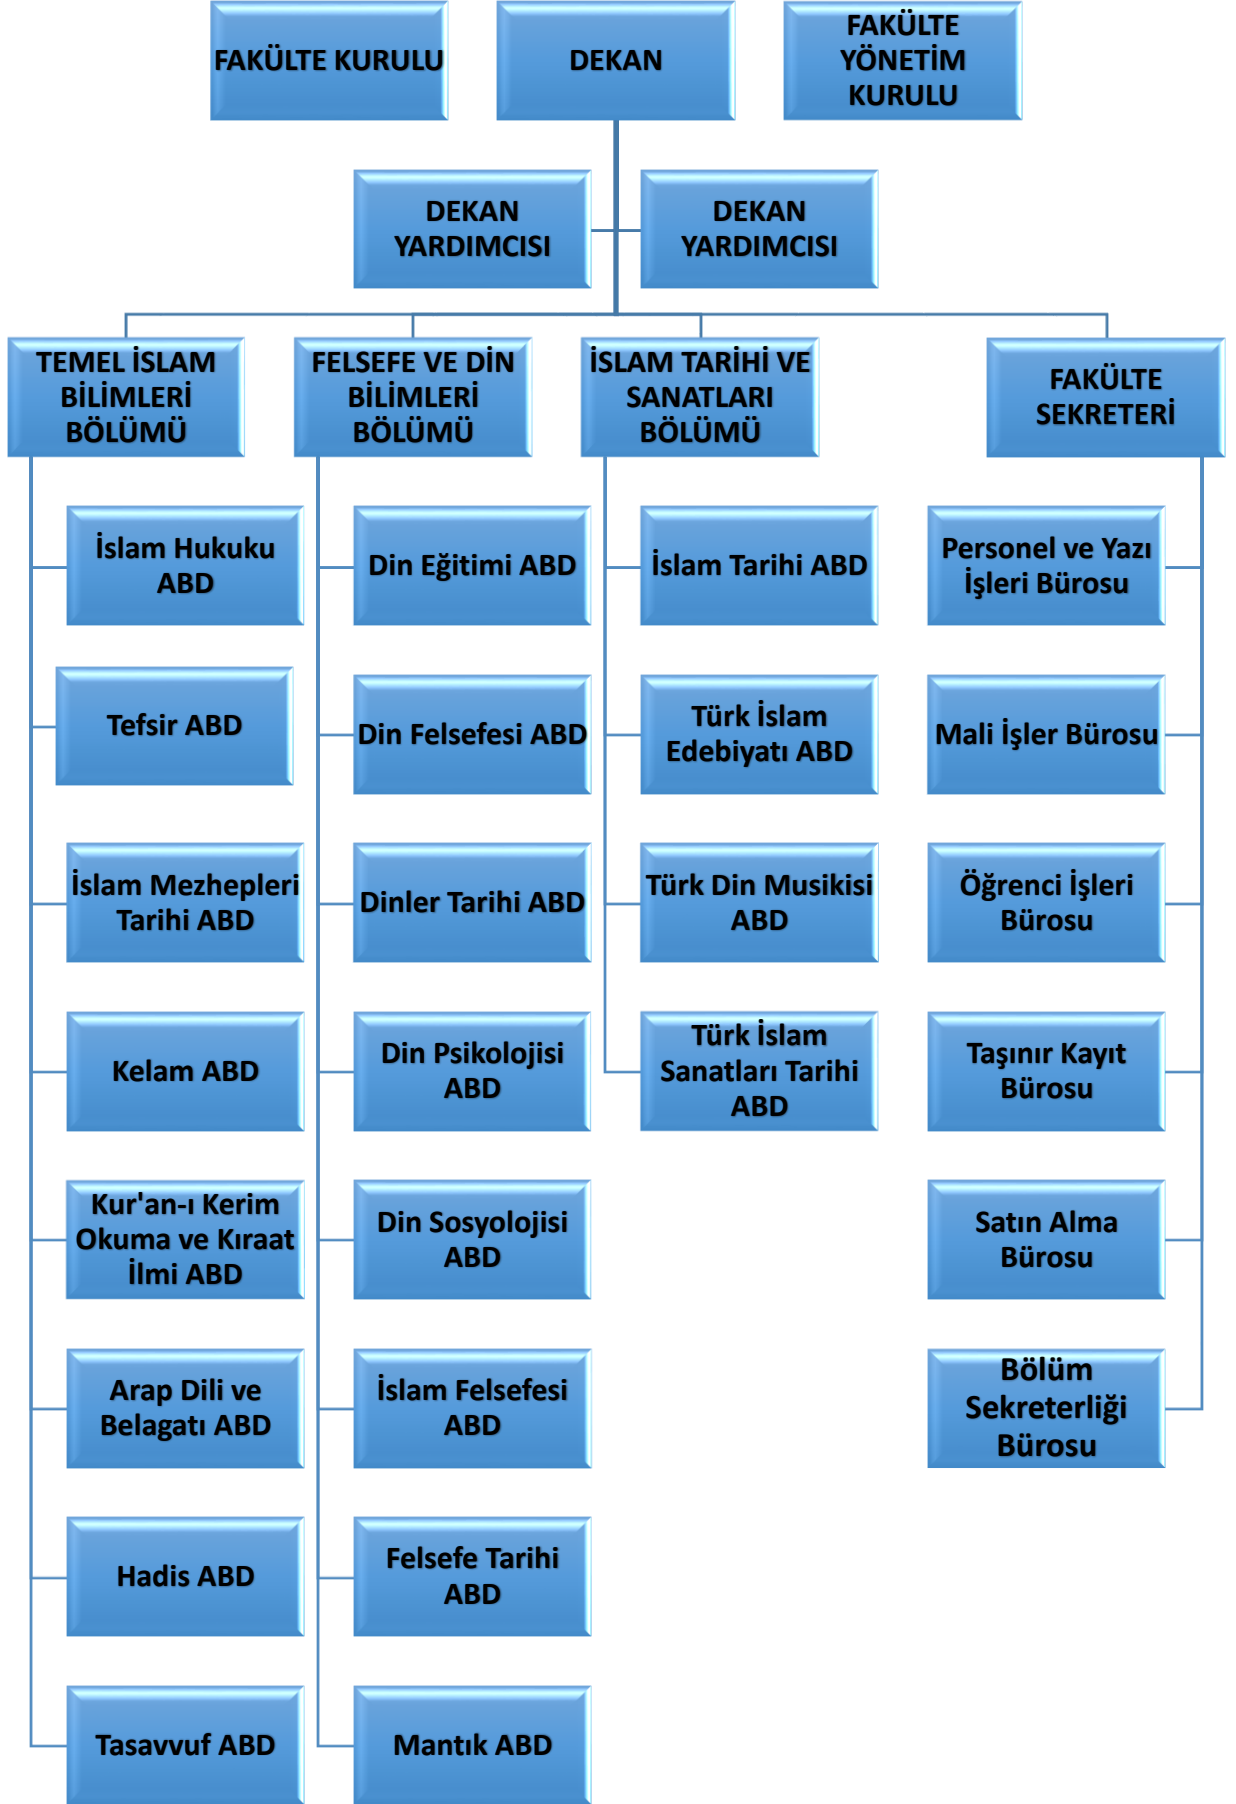 FAKÜLTE KURULU
DEKAN
FAKÜLTE
YÖNETİM
KURULU
DEKAN
YARDIMCISI
DEKAN
YARDIMCISI
TEMEL İSLAM
BİLİMLERİ
BÖLÜMÜ
İslam Hukuku
ABD
Tefsir ABD
İslam Mezhepleri
Tarihi ABD
Kelam ABD
Kur'an-ı Kerim
Okuma ve Kıraat
İlmi ABD
Arap Dili ve
Belagatı ABD
Hadis ABD
Tasavvuf ABD
FELSEFE VE DİN
BİLİMLERİ
BÖLÜMÜ
Din Eğitimi ABD
Din Felsefesi ABD
Dinler Tarihi ABD
Din Psikolojisi
ABD
Din Sosyolojisi
ABD
İslam Felsefesi
ABD
Felsefe Tarihi
ABD
Mantık ABD
İSLAM TARİHİ VE
SANATLARI
BÖLÜMÜ
İslam Tarihi ABD
Türk İslam
Edebiyatı ABD
Türk Din Musikisi
ABD
Türk İslam
Sanatları Tarihi
ABD
FAKÜLTE
SEKRETERİ
Personel ve Yazı
İşleri Bürosu
Mali İşler Bürosu
Öğrenci İşleri
Bürosu
Taşınır Kayıt
Bürosu
Satın Alma
Bürosu
Bölüm
Sekreterliği
Bürosu